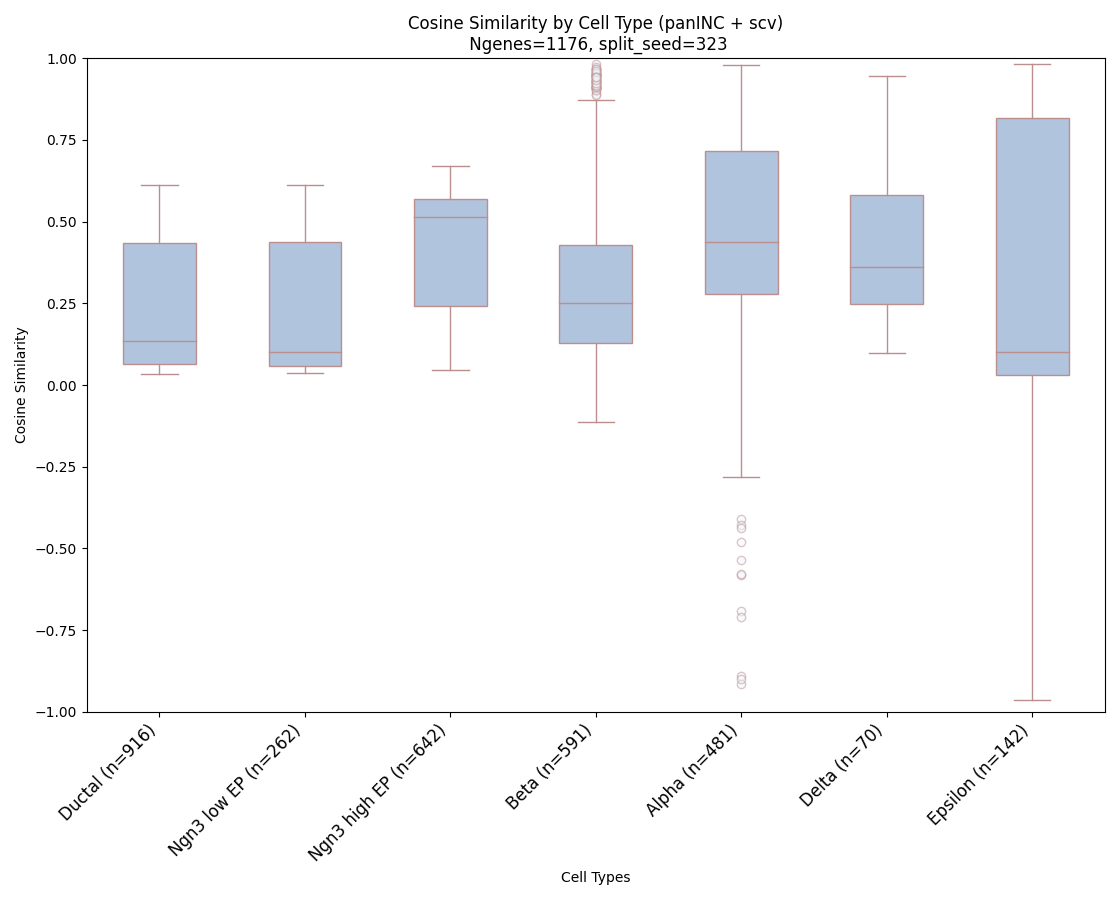 Cosine Similarity by Cell Type (panINC + scv)
Ngenes=1176, split_seed=323
1.00
0.75
0.50
0.25
0.00
−0.25
−0.50
−0.75
−1.00
Cosine Similarity
Ductal (n=916)
Ngn3 low EP (n=262)
Ngn3 high EP (n=642)
Beta (n=591)
Alpha (n=481)
Delta (n=70)
Epsilon (n=142)
Cell Types